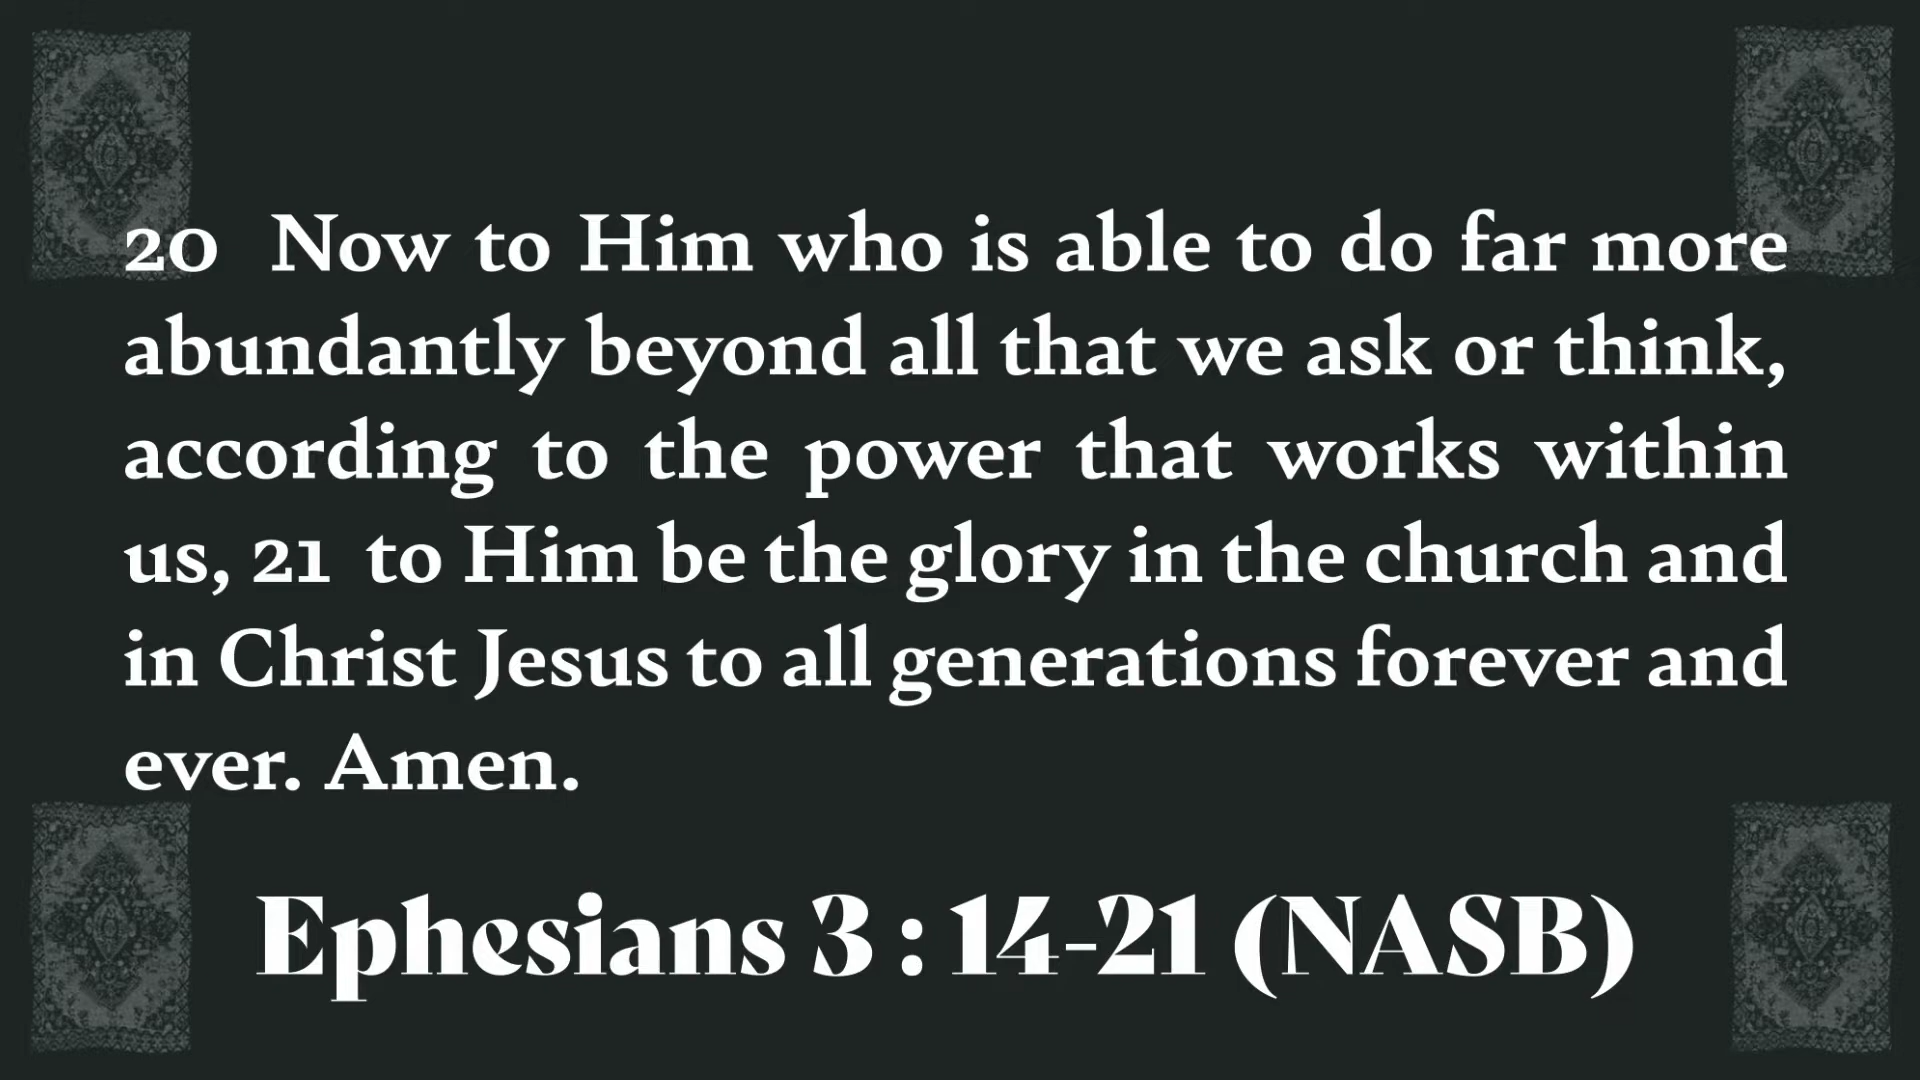 20 Now to Him who is able to do far more
abundantly beyond all that we ask or think,
according to the power that works within
us, 21 to Him be the glory in the church and
in Christ Jesus to all generations forever and
ever. Amen.
Ephesians 3 : 14-21 (NASB)